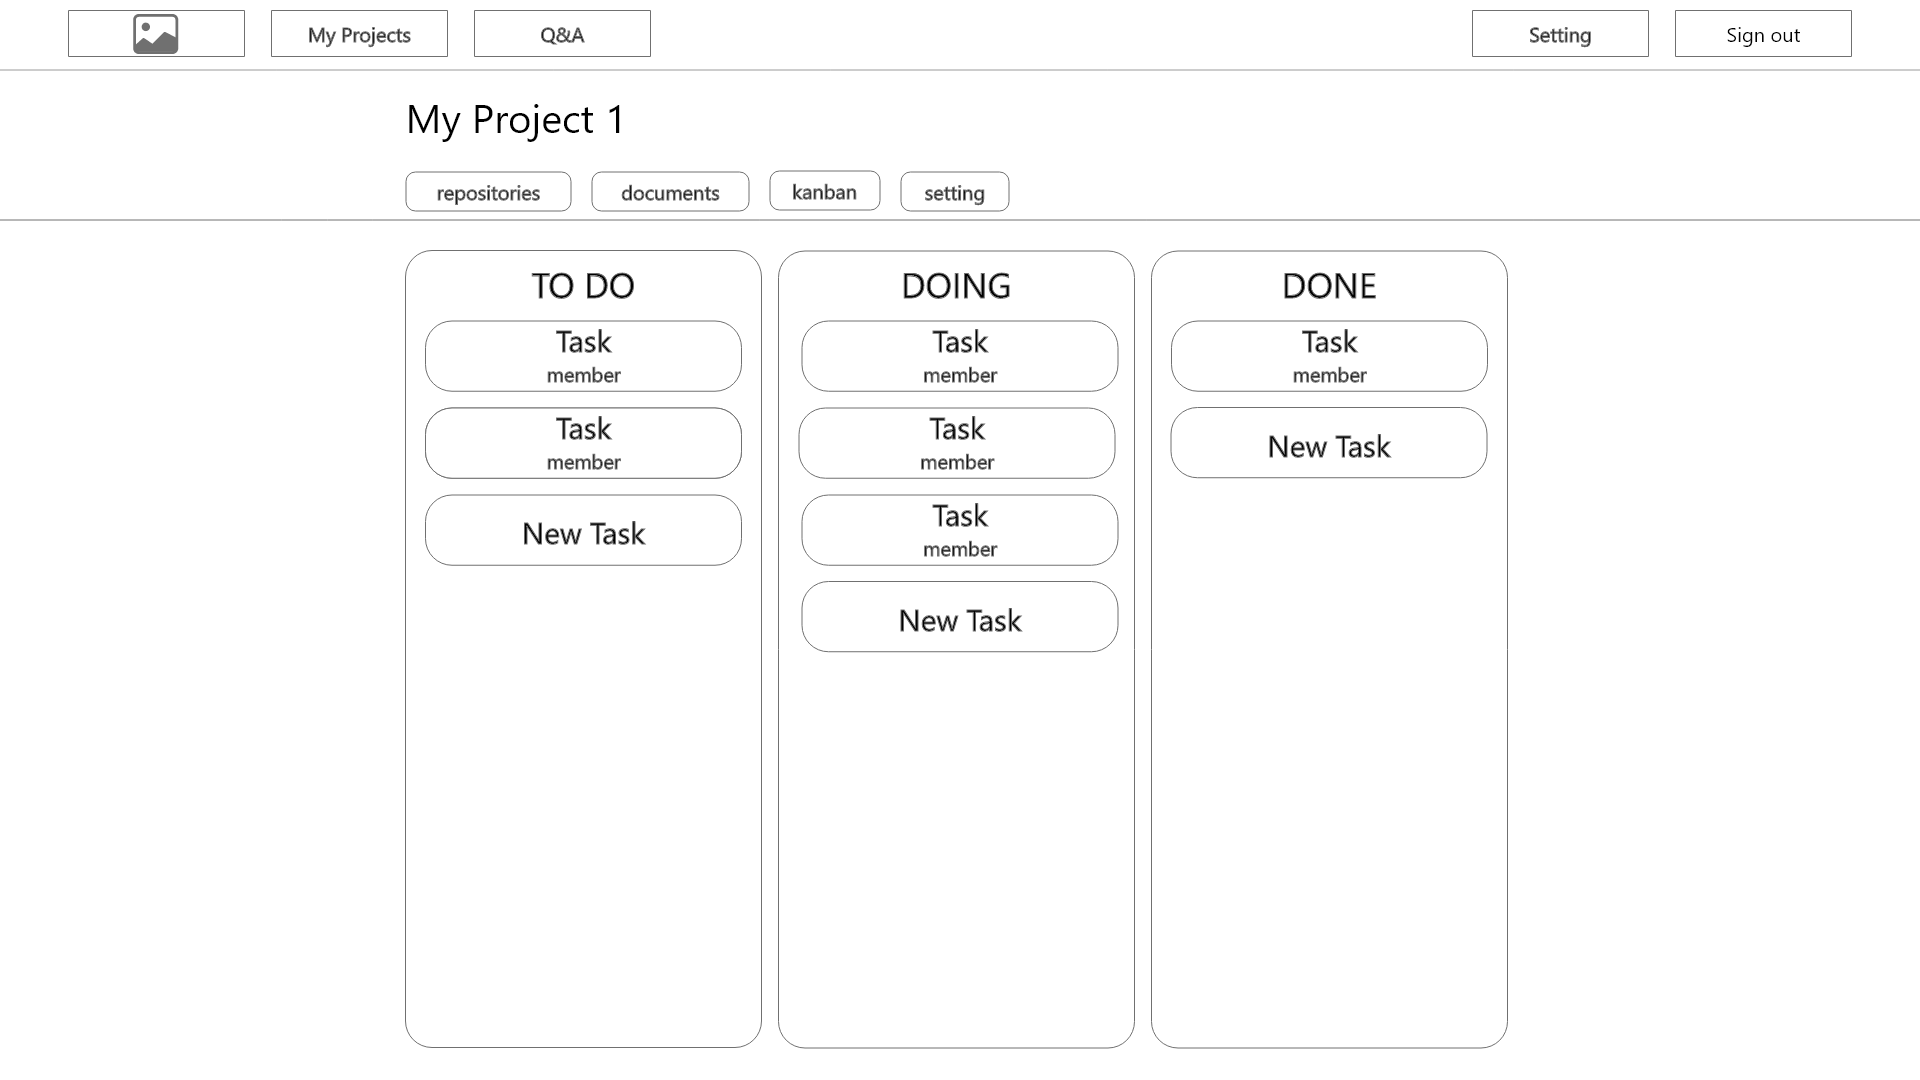 My Projects
Q&A
Setting
Sign out
My Project 1
repositories
documents
kanban
setting
TO DO
Task
member
Task
member
New Task
DOING
Task
member
Task
member
Task
member
New Task
DONE
Task
member
New Task